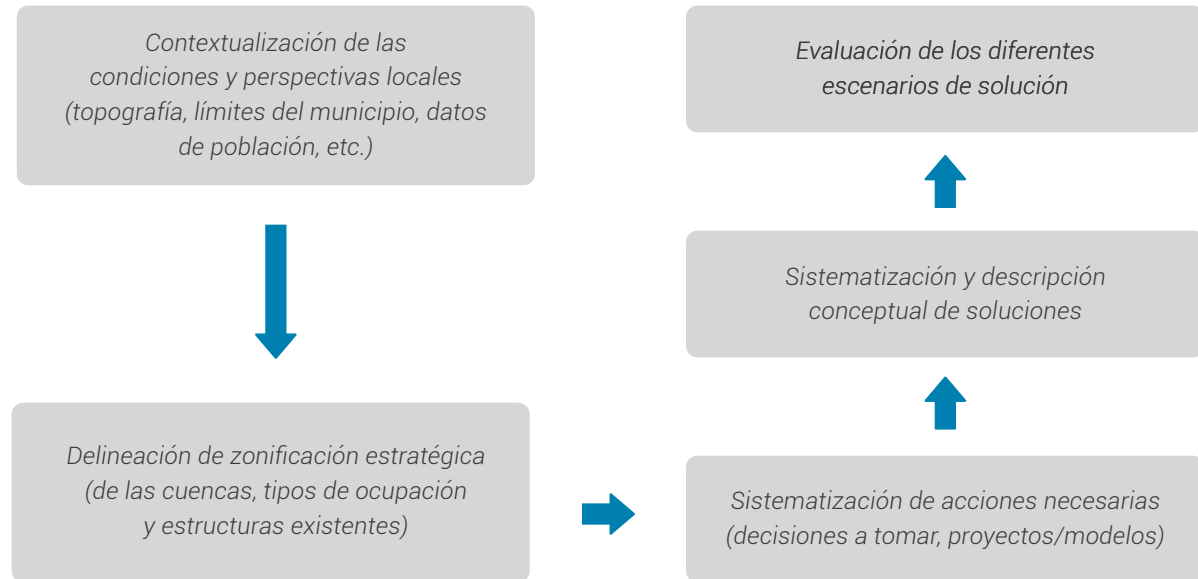 Contextualización de las
condiciones y perspectivas locales
(topografía, límites del municipio, datos
de población, etc.)
Delineación de zonificación estratégica
(de las cuencas, tipos de ocupación
y estructuras existentes)
Sistematización de acciones necesarias
(decisiones a tomar, proyectos/modelos)
Sistematización y descripción
conceptual de soluciones
Evaluación de los diferentes
escenarios de solución